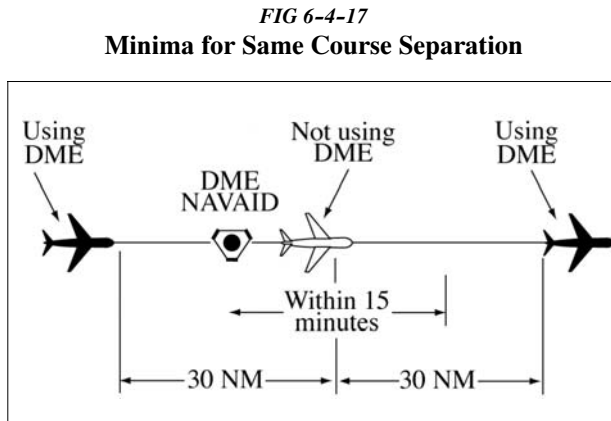 FIG 6-4-17
Minima for Same Course Separation
Using
DME
Not using
DME
Using
DME
DME
NAVAID
Within 15
minutes
30 NM
30 NM